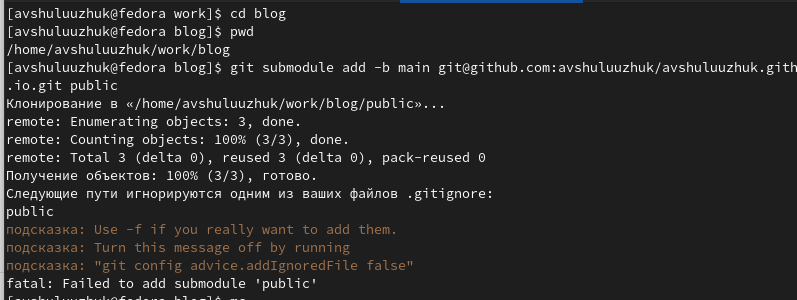 [avshuluuzhuk@fedora work]$ cd blog
[avshuluuzhuk@fedora blog]$ pwd
/home/avshuluuzhuk/work/blog
[avshuluuzhuk@fedora blog]$ git submodule add -b main git@github.com:avshuluuzhuk/avshuluuzhuk.gith
.io.git public
Клонирование в «/home/avshuluuzhuk/work/blog/public»...
remote: Enumerating objects: 3, done.
remote: Counting objects: 100% (3/3), done.
remote: Total 3 (delta 0), reused 3 (delta 0), pack-reused 0
Получение объектов: 100% (3/3), готово.
Следующие пути игнорируются одним из ваших файлов .gitignore:
public
подсказка: Use -f if you really want to add them.
подсказка: Turn this message off by running
подсказка: "git config advice.addIgnoredFile false"
fatal: Failed to add submodule 'public'
[avshuluuzhuk@fedora blog]$